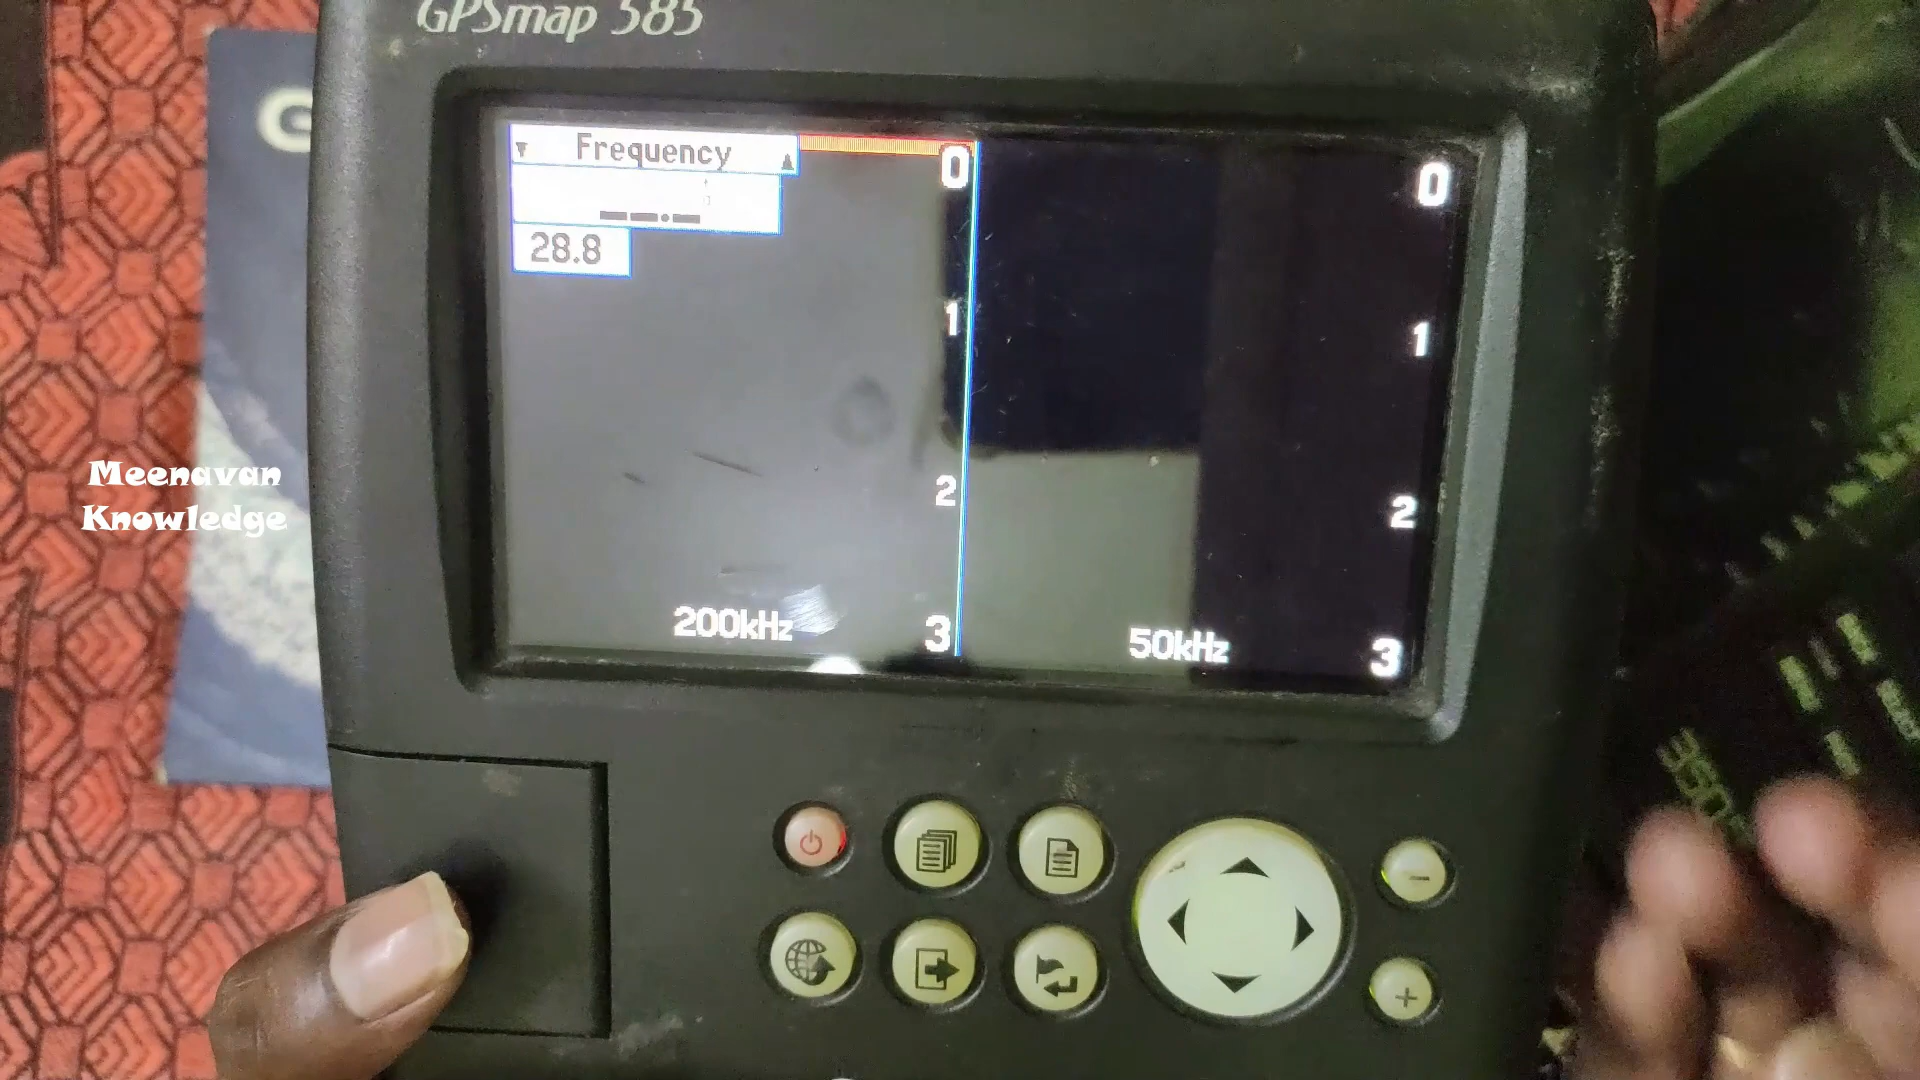 GPSmap 585
G
Frequency
28.8
0
1
2
3
200kHz
0
1
2
3
50kHz
Meenavan
Knowledge